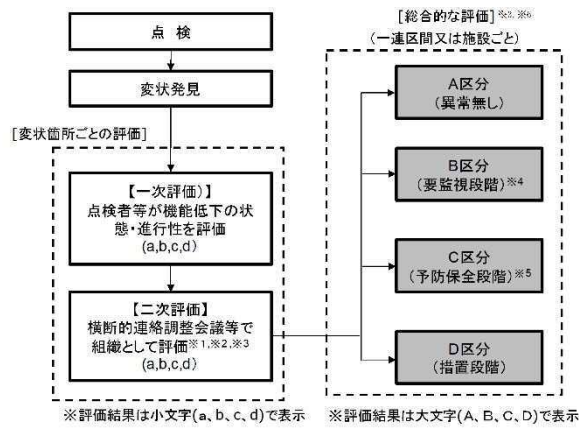 点 検
変状発見
[変状箇所ごとの評価]
【一次評価)】
点検者等が機能低下の状
態・進行性を評価
(a,b,c,d)
【二次評価】
横断的連絡調整会議等で
組織として評価※1,※2,※3
(a,b,c,d)
※評価結果は小文字(a、b、c、d)で表示
[総合的な評価]
(一連区間又は施設ごと)
A区分
(異常無し)
B区分
(要監視段階)※4
C区分
(予防保全段階)※5
D区分
(措置段階)
※評価結果は大文字(A、B、C、D)で表示